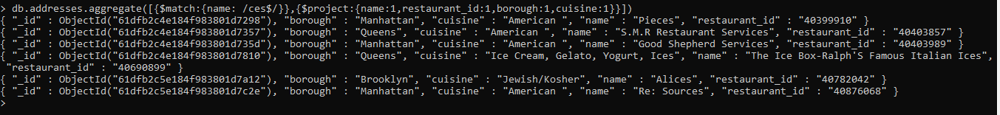 > db.addresses.aggregate([{$match:{name: /ces$/}},{$project:{name:1,restaurant_id:1,borough:1,cuisine:1}}])
{ "_id" : ObjectId("61dfb2c4e184f983801d7298"), "borough" : "Manhattan", "cuisine" : "American ", "name" : "Pieces", "restaurant_id" : "40399910" }
{ "_id" : ObjectId("61dfb2c4e184f983801d7357"), "borough" : "Queens", "cuisine" : "American ", "name" : "S.M.R Restaurant Services", "restaurant_id" : "40403857" }
{ "_id" : ObjectId("61dfb2c4e184f983801d735d"), "borough" : "Manhattan", "cuisine" : "American ", "name" : "Good Shepherd Services", "restaurant_id" : "40403989" }
{ "_id" : ObjectId("61dfb2c4e184f983801d7810"), "borough" : "Queens", "cuisine" : "Ice Cream, Gelato, Yogurt, Ices", "name" : "The Ice Box-Ralph'S Famous Italian Ices",
 "restaurant_id" : "40690899" }
{ "_id" : ObjectId("61dfb2c5e184f983801d7a12"), "borough" : "Brooklyn", "cuisine" : "Jewish/Kosher", "name" : "Alices", "restaurant_id" : "40782042" }
{ "_id" : ObjectId("61dfb2c5e184f983801d7c2e"), "borough" : "Manhattan", "cuisine" : "American ", "name" : "Re: Sources", "restaurant_id" : "40876068" }
>